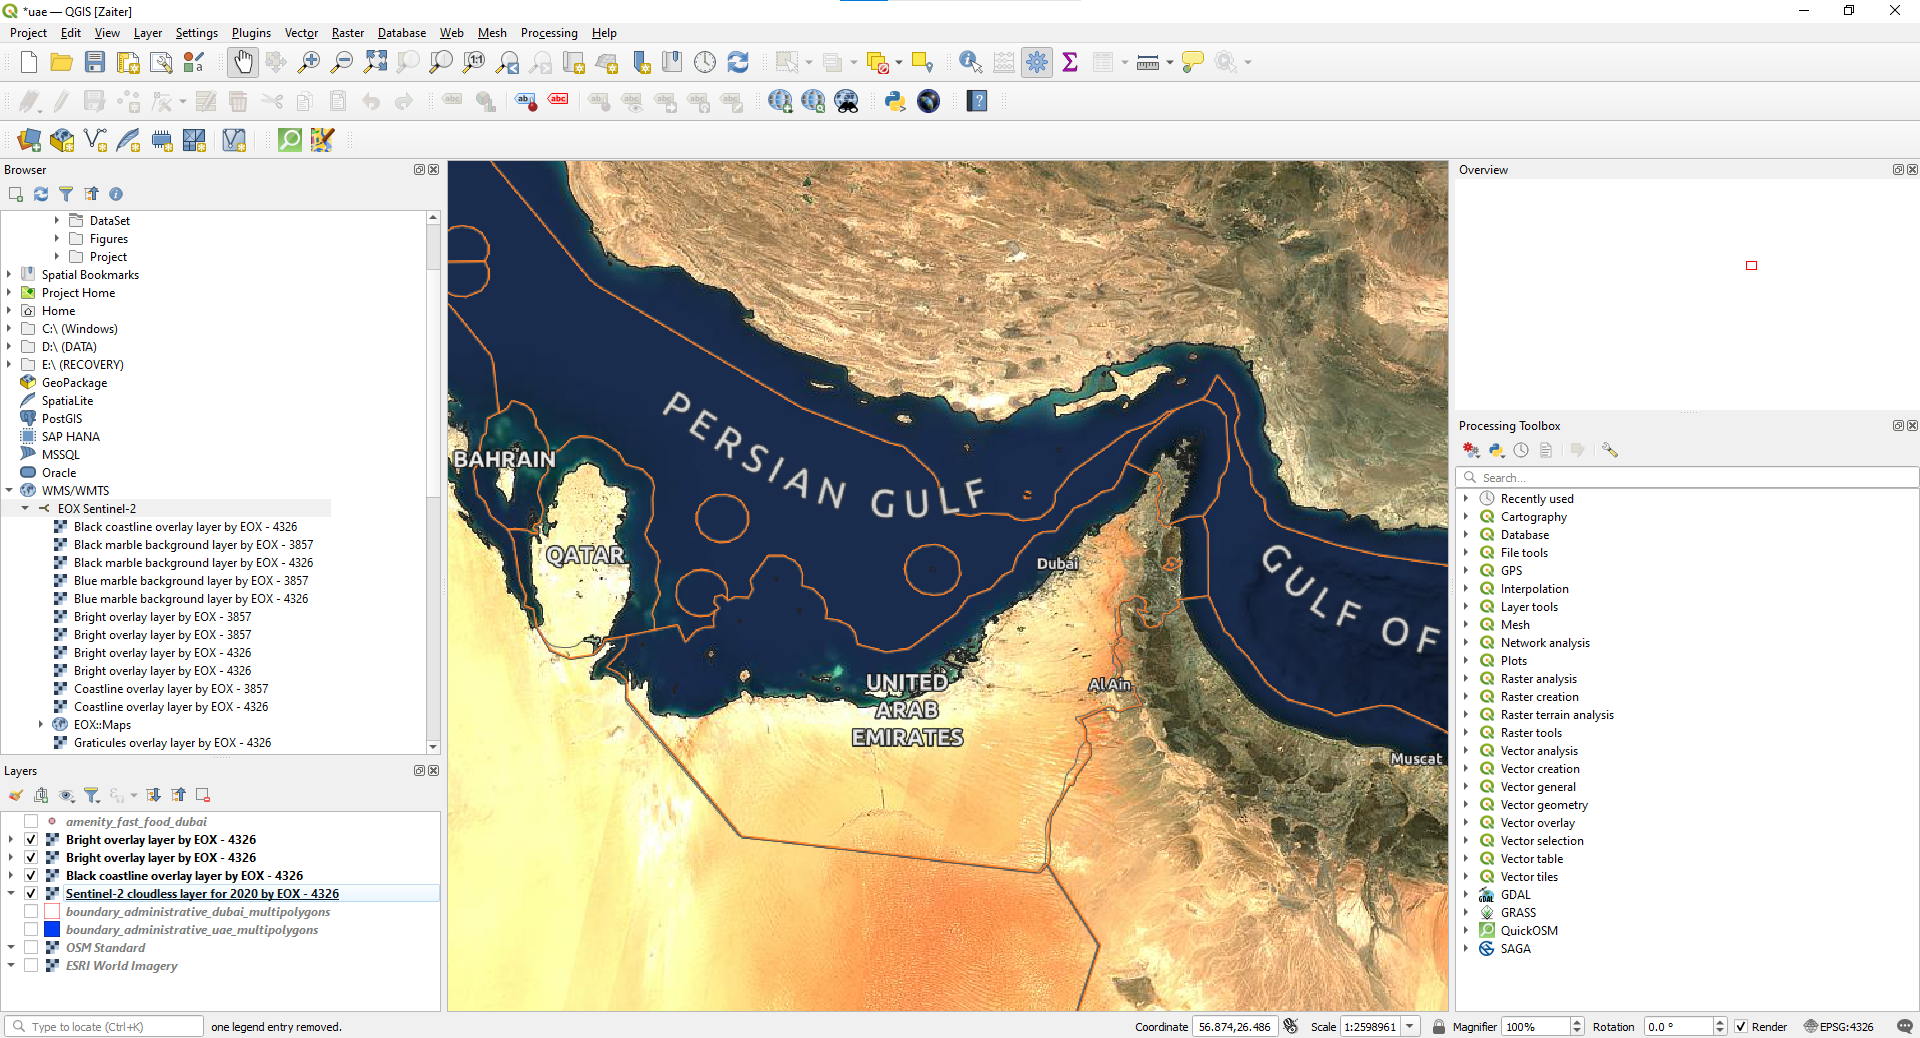 *uae — QGIS [Zaiter]
Project Edit View Layer Settings Plugins Vector Raster Database Web Mesh Processing Help
Browser
DataSet
Figures
Project
Spatial Bookmarks
Project Home
Home
C:\ (Windows)
D:\ (DATA)
E:\ (RECOVERY)
GeoPackage
SpatiaLite
PostGIS
SAP HANA
MSSQL
Oracle
WMS/WMTS
EOX Sentinel-2
Black coastline overlay layer by EOX - 4326
Black marble background layer by EOX - 3857
Black marble background layer by EOX - 4326
Blue marble background layer by EOX - 3857
Blue marble background layer by EOX - 4326
Bright overlay layer by EOX - 3857
Bright overlay layer by EOX - 3857
Bright overlay layer by EOX - 4326
Bright overlay layer by EOX - 4326
Coastline overlay layer by EOX - 3857
Coastline overlay layer by EOX - 4326
EOX::Maps
Graticules overlay layer by EOX - 4326
Layers
amenity_fast_food_dubai
Bright overlay layer by EOX - 4326
Bright overlay layer by EOX - 4326
Black coastline overlay layer by EOX - 4326
Sentinel-2 cloudless layer for 2020 by EOX - 4326
boundary_administrative_dubai_multipolygons
boundary_administrative_uae_multipolygons
OSM Standard
ESRI World Imagery
PERSIAN GULF
BAHRAIN
QATAR
Dubai
GULF OF
UNITED
ARAB
EMIRATES
Al Ain
Muscat
Overview
Processing Toolbox
Search...
Recently used
Cartography
Database
File tools
GPS
Interpolation
Layer tools
Mesh
Network analysis
Plots
Raster analysis
Raster creation
Raster terrain analysis
Raster tools
Vector analysis
Vector creation
Vector general
Vector geometry
Vector overlay
Vector selection
Vector table
Vector tiles
GDAL
GRASS
QuickOSM
SAGA
Type to locate (Ctrl+K) one legend entry removed. Coordinate 56.874,26.486 Scale 1:2598961 Magnifier 100% Rotation 0.0 ° Render EPSG:4326